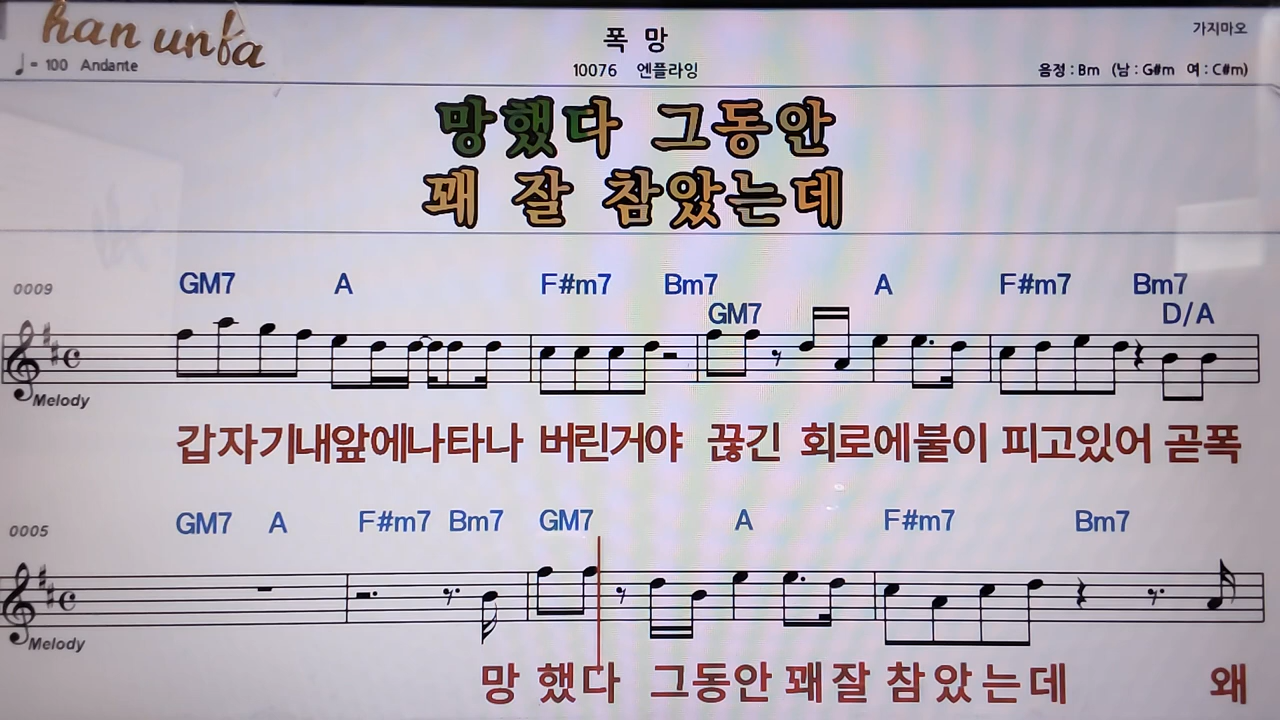 han unba
♩= 100 Andante
폭 망
10076 엔플라잉
가지마오
음정 : Bm (남 : G#m 여 : C#m)
망했다 그동안
꽤 잘 참았는데
0009
GM7 A F#m7 Bm7 A F#m7 Bm7
GM7 D/A
Melody
갑자기내앞에나타나 버린거야 끊긴 회로에불이 피고있어 곧폭
0005
GM7 A F#m7 Bm7 GM7 A F#m7 Bm7
Melody
망 했다 그동안 꽤잘 참았는데 왜